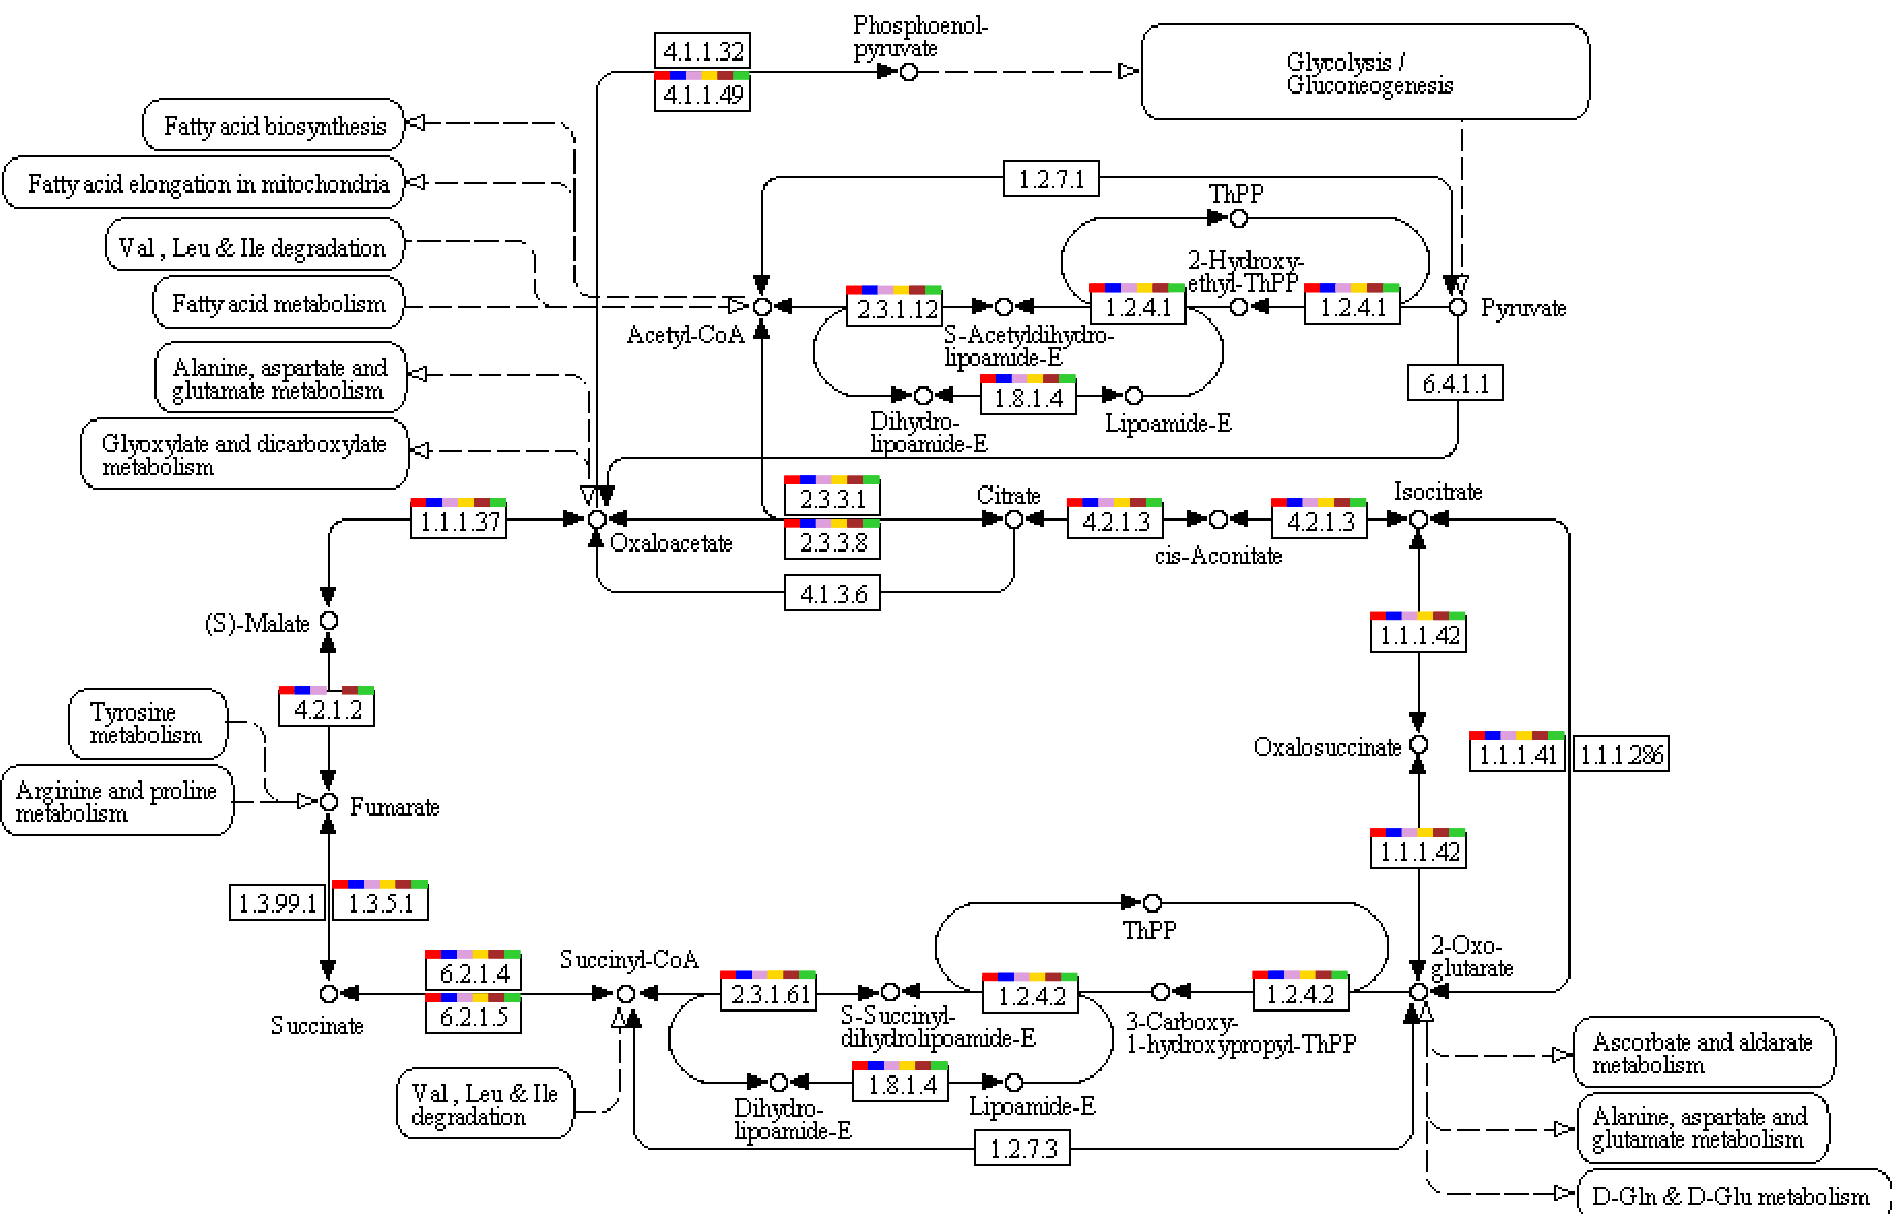 Phosphoenol-
pyruvate
4.1.1.32
4.1.1.49
Glycolysis /
Gluconeogenesis
Fatty acid biosynthesis
Fatty acid elongation in mitochondria
Val , Leu & Ile degradation
Fatty acid metabolism
Alanine, aspartate and
glutamate metabolism
Glyoxylate and dicarboxylate
metabolism
1.2.7.1
ThPP
2-Hydroxy-
ethyl-ThPP
2.3.1.12
1.2.4.1
1.2.4.1
Pyruvate
Acetyl-CoA
S-Acetyldihydro-
lipoamide-E
1.8.1.4
6.4.1.1
Dihydro-
lipoamide-E
Lipoamide-E
1.1.1.37
Oxaloacetate
2.3.3.1
2.3.3.8
4.1.3.6
Citrate
4.2.1.3
cis-Aconitate
4.2.1.3
Isocitrate
(S)-Malate
1.1.1.42
4.2.1.2
Tyrosine
metabolism
Arginine and proline
metabolism
Fumarate
Oxalosuccinate
1.1.1.41
1.1.1.286
1.1.1.42
1.3.99.1
1.3.5.1
ThPP
2-Oxo-
glutarate
Succinyl-CoA
6.2.1.4
6.2.1.5
Succinate
2.3.1.61
1.2.4.2
1.2.4.2
S-Succinyl-
dihydrolipoamide-E
3-Carboxy-
1-hydroxypropyl-ThPP
1.8.1.4
Dihydro-
lipoamide-E
Lipoamide-E
Val , Leu & Ile
degradation
1.2.7.3
Ascorbate and aldarate
metabolism
Alanine, aspartate and
glutamate metabolism
D-Gln & D-Glu metabolism